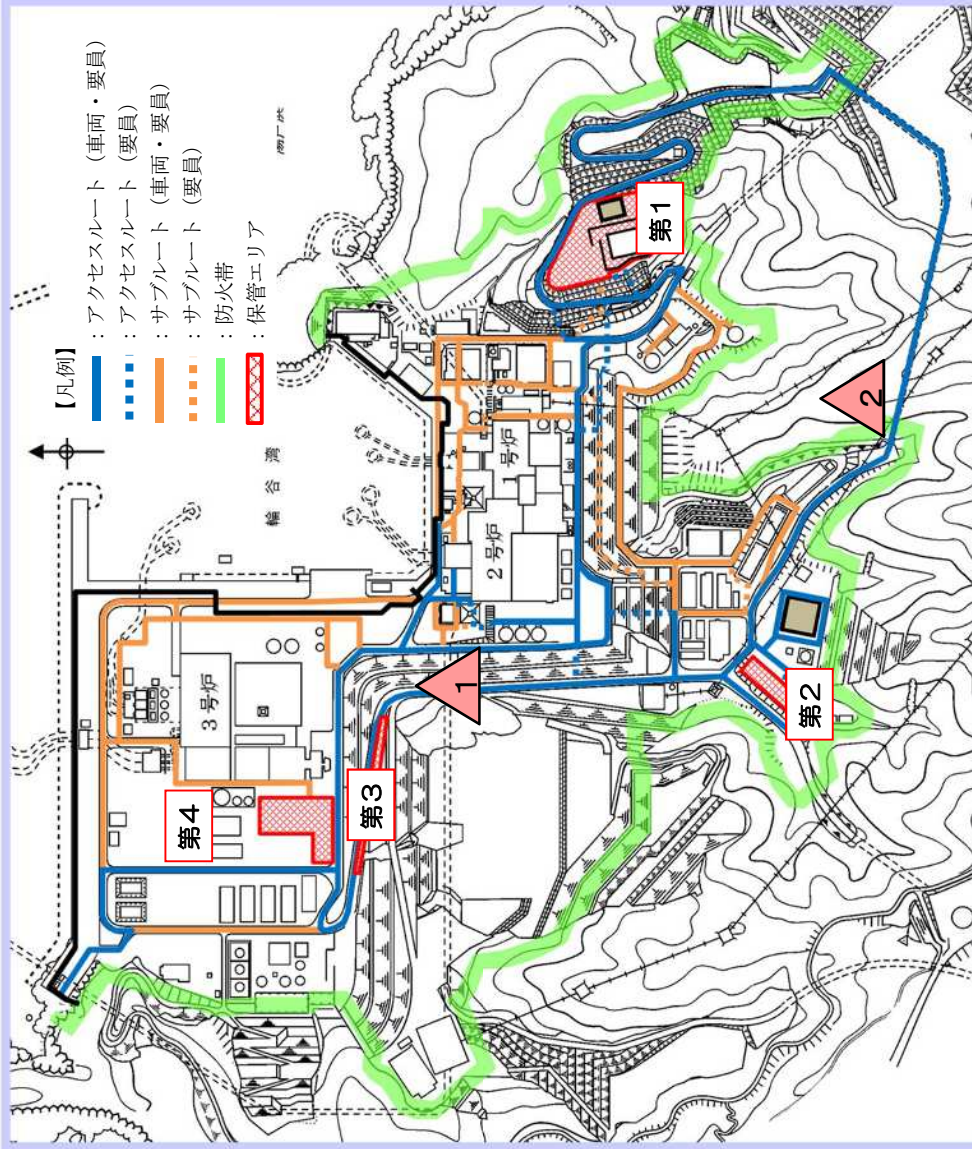 【凡例】
：アクセスルート（車両・要員）
：アクセスルート（要員）
：サブルート（車両・要員）
：サブルート（要員）
：防火帯
：保管エリア
輪谷湾
3号炉
2号炉
1号炉
第4
第3
第1
第2
1
2